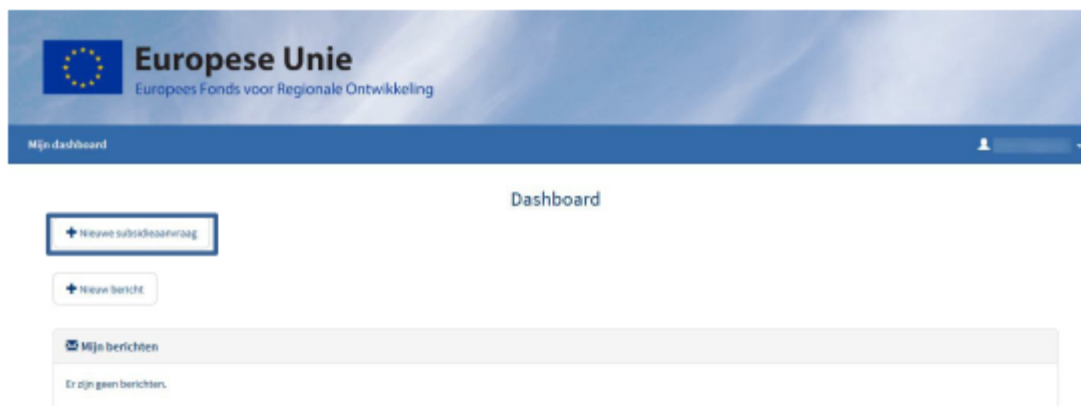 Europese Unie
Europees Fonds voor Regionale Ontwikkeling
Mijn dashboard
Dashboard
Nieuwe subsidieaanvraag
Nieuw bericht
Mijn berichten
Er zijn geen berichten.